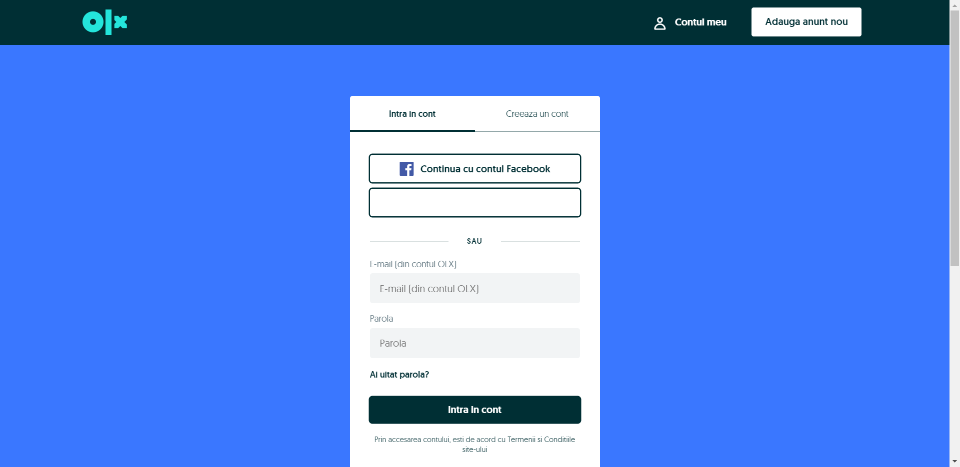 olx
Contul meu
Adauga anunt nou
Intra in cont
Creeaza un cont
Continua cu contul Facebook
SAU
E-mail (din contul OLX)
E-mail (din contul OLX)
Parola
Parola
Ai uitat parola?
Intra in cont
Prin accesarea contului, esti de acord cu Termenii si Conditiile
site-ului